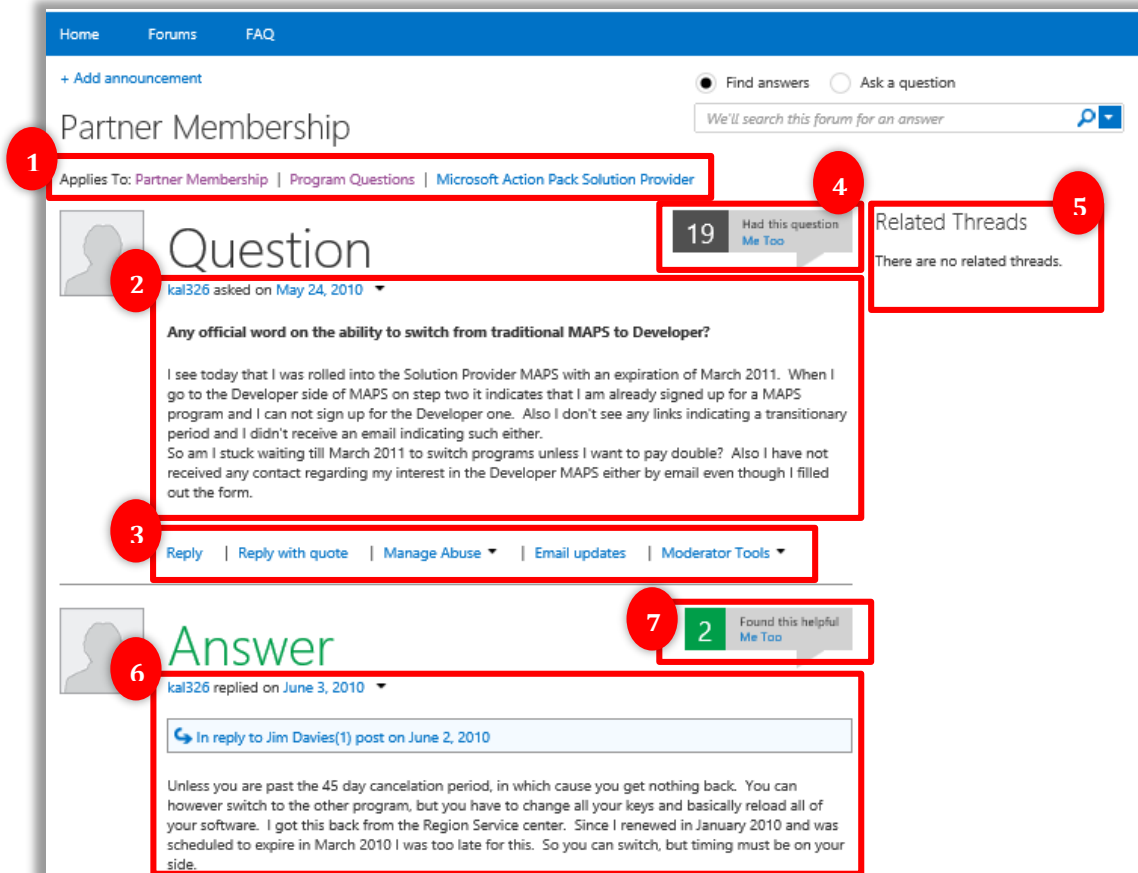 Home Forums FAQ
+ Add announcement
Find answers Ask a question
We'll search this forum for an answer
Partner Membership
1
Applies To: Partner Membership | Program Questions | Microsoft Action Pack Solution Provider
4
19 Had this question
Me Too
5
Related Threads
There are no related threads.
Question
2
kal326 asked on May 24, 2010
Any official word on the ability to switch from traditional MAPS to Developer?
I see today that I was rolled into the Solution Provider MAPS with an expiration of March 2011. When I
go to the Developer side of MAPS on step two it indicates that I am already signed up for a MAPS
program and I can not sign up for the Developer one. Also I don't see any links indicating a transitionary
period and I didn't receive an email indicating such either.
So am I stuck waiting till March 2011 to switch programs unless I want to pay double? Also I have not
received any contact regarding my interest in the Developer MAPS either by email even though I filled
out the form.
3
Reply | Reply with quote | Manage Abuse | Email updates | Moderator Tools
7
2 Found this helpful
Me Too
Answer
6
kal326 replied on June 3, 2010
In reply to Jim Davies(1) post on June 2, 2010
Unless you are past the 45 day cancelation period, in which cause you get nothing back. You can
however switch to the other program, but you have to change all your keys and basically reload all of
your software. I got this back from the Region Service center. Since I renewed in January 2010 and was
scheduled to expire in March 2010 I was too late for this. So you can switch, but timing must be on your
side.